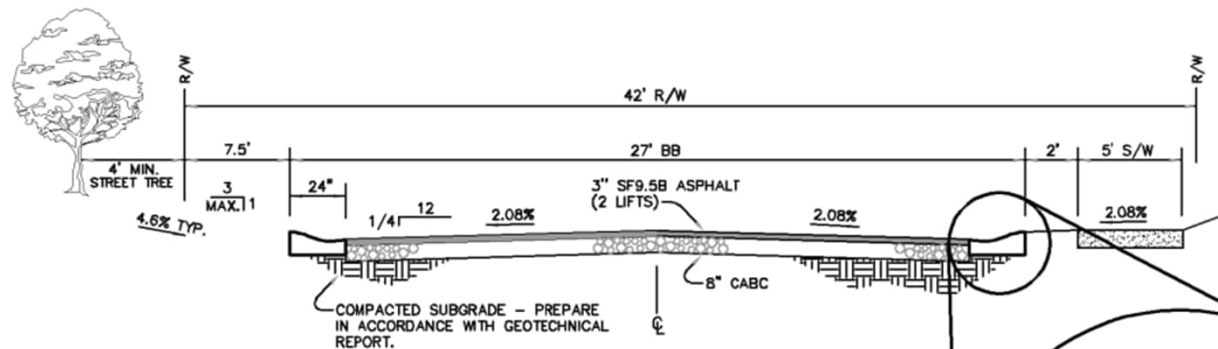 R/W
R/W
42' R/W
7.5'
27' BB
2'
5' S/W
4' MIN.
STREET TREE
3
MAX. 1
24"
3" SF9.5B ASPHALT
(2 LIFTS)
4.6% TYP.
1/4
12
2.08%
2.08%
2.08%
8" CABC
COMPACTED SUBGRADE - PREPARE
IN ACCORDANCE WITH GEOTECHNICAL
REPORT.
℄